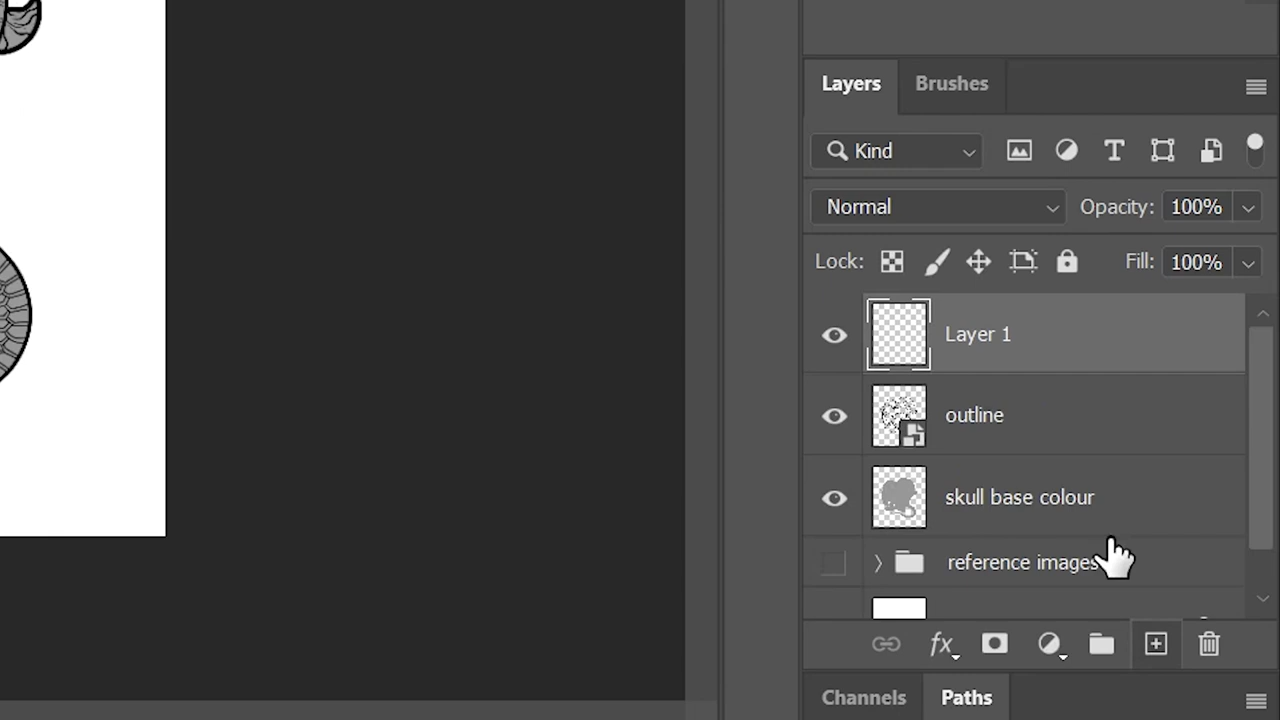 Layers Brushes
Kind
Normal Opacity: 100%
Lock: Fill: 100%
Layer 1
outline
skull base colour
reference images
fx
Channels Paths